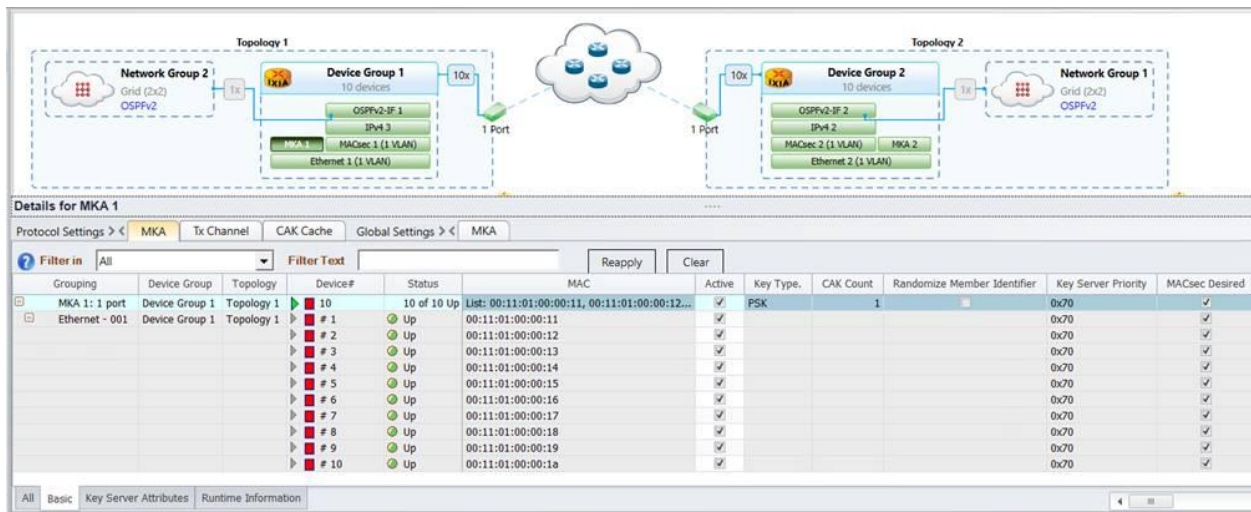 Topology 1
Topology 2
Network Group 2
Grid (2x2)
OSPFv2
1x
IXIA
Device Group 1
10 devices
OSPFv2-IF 1
IPv4 3
MKA 1
MACsec 1 (1 VLAN)
Ethernet 1 (1 VLAN)
10x
1 Port
1 Port
10x
IXIA
Device Group 2
10 devices
OSPFv2-IF 2
IPv4 2
MACsec 2 (1 VLAN)
MKA 2
Ethernet 2 (1 VLAN)
1x
Network Group 1
Grid (2x2)
OSPFv2
Details for MKA 1
Protocol Settings > < MKA Tx Channel CAK Cache Global Settings > < MKA
? Filter in All Filter Text Reapply Clear
Grouping Device Group Topology Device# Status MAC Active Key Type. CAK Count Randomize Member Identifier Key Server Priority MACsec Desired
MKA 1: 1 port Device Group 1 Topology 1 10 10 of 10 Up List: 00:11:01:00:00:11, 00:11:01:00:00:12... PSK 1 0x70
Ethernet - 001 Device Group 1 Topology 1 # 1 Up 00:11:01:00:00:11 0x70
# 2 Up 00:11:01:00:00:12 0x70
# 3 Up 00:11:01:00:00:13 0x70
# 4 Up 00:11:01:00:00:14 0x70
# 5 Up 00:11:01:00:00:15 0x70
# 6 Up 00:11:01:00:00:16 0x70
# 7 Up 00:11:01:00:00:17 0x70
# 8 Up 00:11:01:00:00:18 0x70
# 9 Up 00:11:01:00:00:19 0x70
# 10 Up 00:11:01:00:00:1a 0x70
All Basic Key Server Attributes Runtime Information